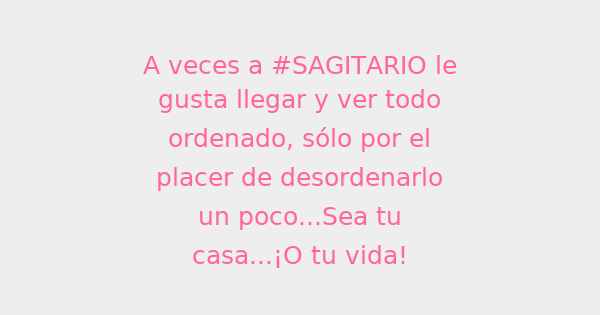 A veces a #SAGITARIO le
gusta llegar y ver todo
ordenado, sólo por el
placer de desordenarlo
un poco...Sea tu
casa...¡O tu vida!